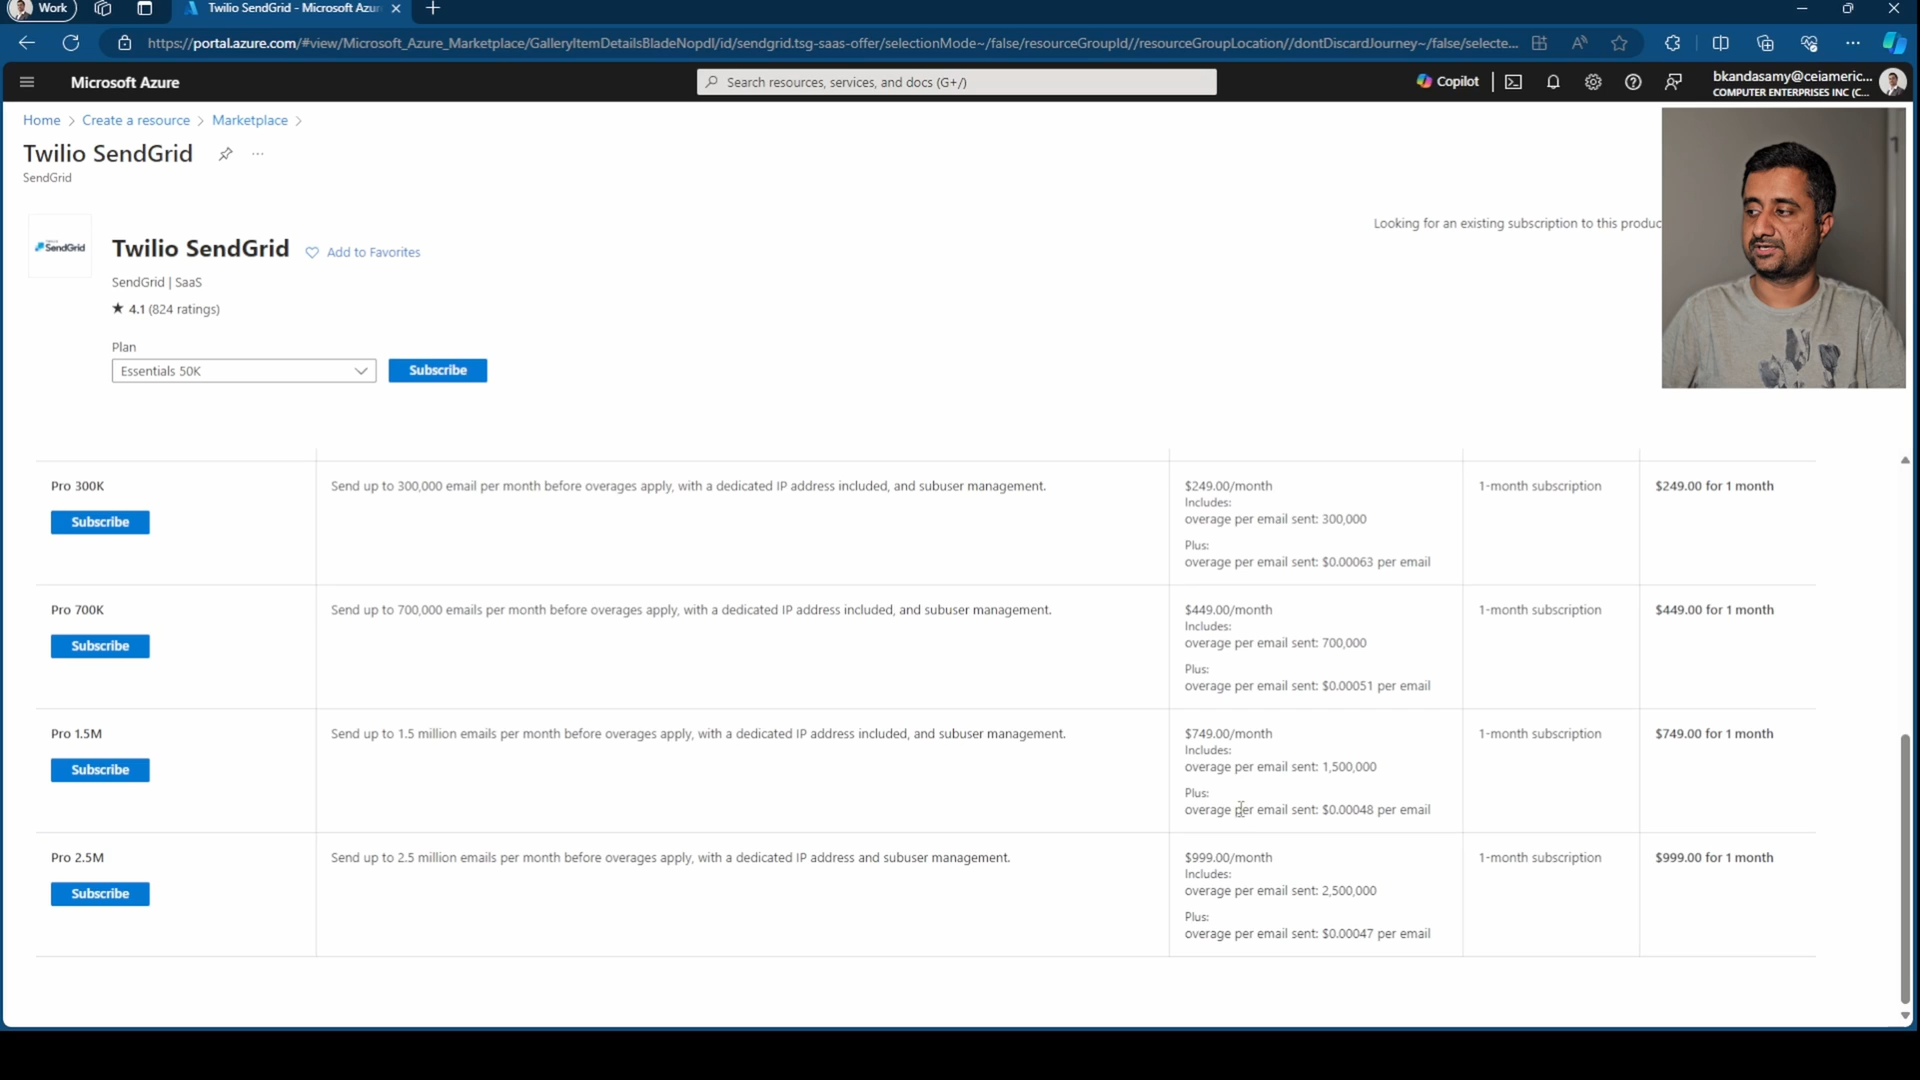 Work
Twilio SendGrid - Microsoft Azur
https://portal.azure.com/#view/Microsoft_Azure_Marketplace/GalleryItemDetailsBladeNopdl/id/sendgrid.tsg-saas-offer/selectionMode~/false/resourceGroupId//resourceGroupLocation//dontDiscardJourney~/false/selecte...
Microsoft Azure
Search resources, services, and docs (G+/)
Copilot
bkandasamy@ceiameric...
COMPUTER ENTERPRISES INC (C...
Home > Create a resource > Marketplace >
Twilio SendGrid
SendGrid
SendGrid
Twilio SendGrid
Add to Favorites
Looking for an existing subscription to this produc
SendGrid | SaaS
★ 4.1 (824 ratings)
Plan
Essentials 50K
Subscribe
Pro 300K
Subscribe
Send up to 300,000 email per month before overages apply, with a dedicated IP address included, and subuser management.
$249.00/month
Includes:
overage per email sent: 300,000
Plus:
overage per email sent: $0.00063 per email
1-month subscription
$249.00 for 1 month
Pro 700K
Subscribe
Send up to 700,000 emails per month before overages apply, with a dedicated IP address included, and subuser management.
$449.00/month
Includes:
overage per email sent: 700,000
Plus:
overage per email sent: $0.00051 per email
1-month subscription
$449.00 for 1 month
Pro 1.5M
Subscribe
Send up to 1.5 million emails per month before overages apply, with a dedicated IP address included, and subuser management.
$749.00/month
Includes:
overage per email sent: 1,500,000
Plus:
overage per email sent: $0.00048 per email
1-month subscription
$749.00 for 1 month
Pro 2.5M
Subscribe
Send up to 2.5 million emails per month before overages apply, with a dedicated IP address and subuser management.
$999.00/month
Includes:
overage per email sent: 2,500,000
Plus:
overage per email sent: $0.00047 per email
1-month subscription
$999.00 for 1 month